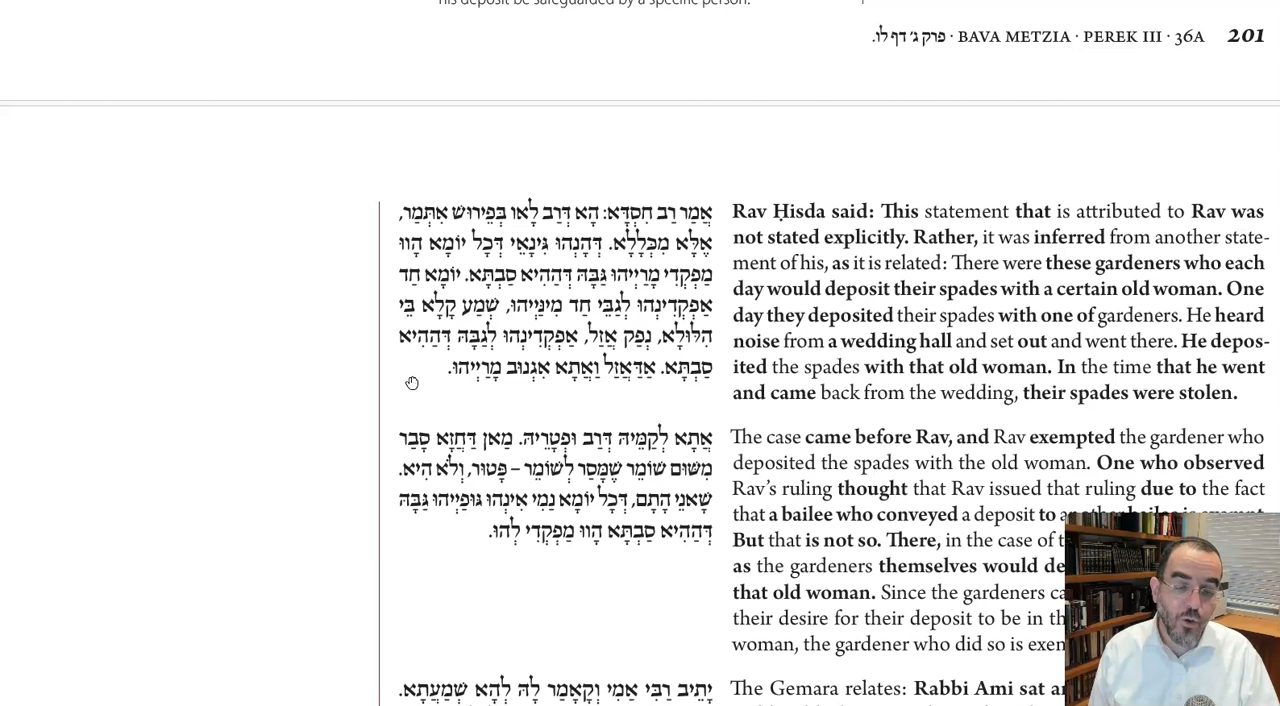 his deposit be safeguarded by a specific person.
פרק ג׳ דף לו. · BAVA METZIA · PEREK III · 36A 201
אֲמַר רַב חִסְדָּא: הָא דְּרַב לָאו בְּפֵירוּשׁ אִתְּמַר,
אֶלָּא מִכְּלָלָא. דְּהָנְהוּ גִּינָאֵי דְּכׇל יוֹמָא הֲווֹ
מַפְקְדִי מָרַיְיהוּ גַּבָּהּ דְּהַהִיא סָבְתָּא. יוֹמָא חַד
אַפְקְדִינְהוּ לְגַבֵּי חַד מִינַּיְיהוּ, שְׁמַע קָלָא בֵּי
הִלּוּלָא, נְפַק אֲזַל, אַפְקְדִינְהוּ לְגַבָּהּ דְּהַהִיא
סָבְתָּא. אַדַּאֲזַל וַאֲתָא אִגְּנוּב מָרַיְיהוּ.
אֲתָא לְקַמֵּיהּ דְּרַב וּפַטְרֵיהּ. מַאן דַּחֲזָא סָבַר
מִשּׁוּם שׁוֹמֵר שֶׁמָּסַר לְשׁוֹמֵר – פָּטוּר, וְלֹא הִיא.
שָׁאנֵי הָתָם, דְּכׇל יוֹמָא נָמֵי אִינְהוּ גּוּפַיְיהוּ גַּבָּהּ
דְּהַהִיא סָבְתָּא הֲווֹ מַפְקְדִי לְהוּ.
יָתֵיב רַבִּי אַמֵּי וְקָאָמַר לַהּ לְהָא שְׁמַעְתָּא.
Rav Ḥisda said: This statement that is attributed to Rav was
not stated explicitly. Rather, it was inferred from another state-
ment of his, as it is related: There were these gardeners who each
day would deposit their spades with a certain old woman. One
day they deposited their spades with one of gardeners. He heard
noise from a wedding hall and set out and went there. He depos-
ited the spades with that old woman. In the time that he went
and came back from the wedding, their spades were stolen.
The case came before Rav, and Rav exempted the gardener who
deposited the spades with the old woman. One who observed
Rav's ruling thought that Rav issued that ruling due to the fact
that a bailee who conveyed a deposit to
But that is not so. There, in the case of
as the gardeners themselves would
that old woman. Since the gardeners
their desire for their deposit to be in
woman, the gardener who did so is
The Gemara relates: Rabbi Ami sat